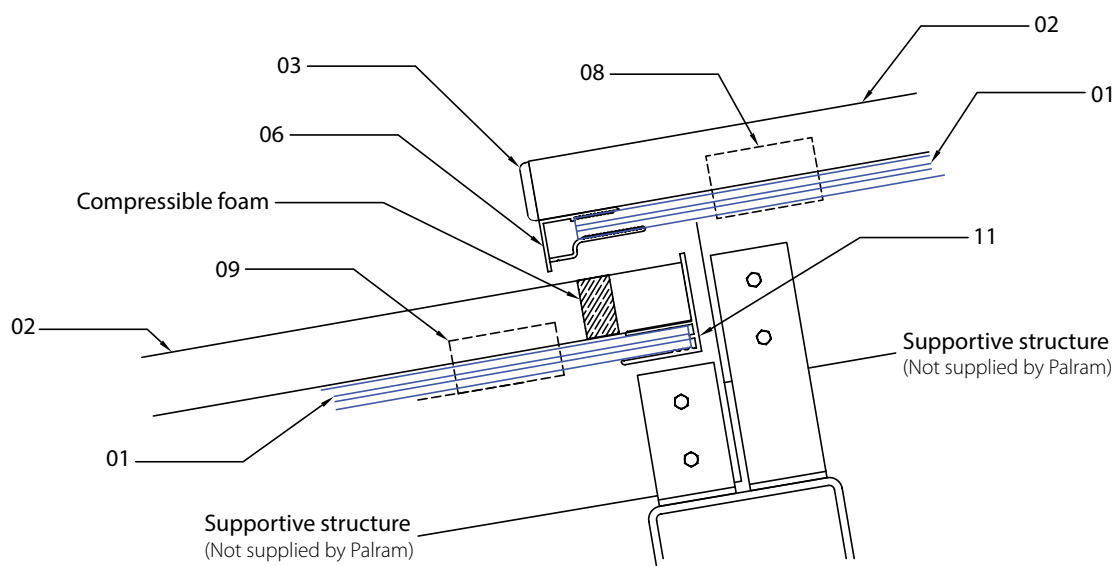 02
03
08
01
06
Compressible foam
11
09
02
Supportive structure
(Not supplied by Palram)
01
Supportive structure
(Not supplied by Palram)